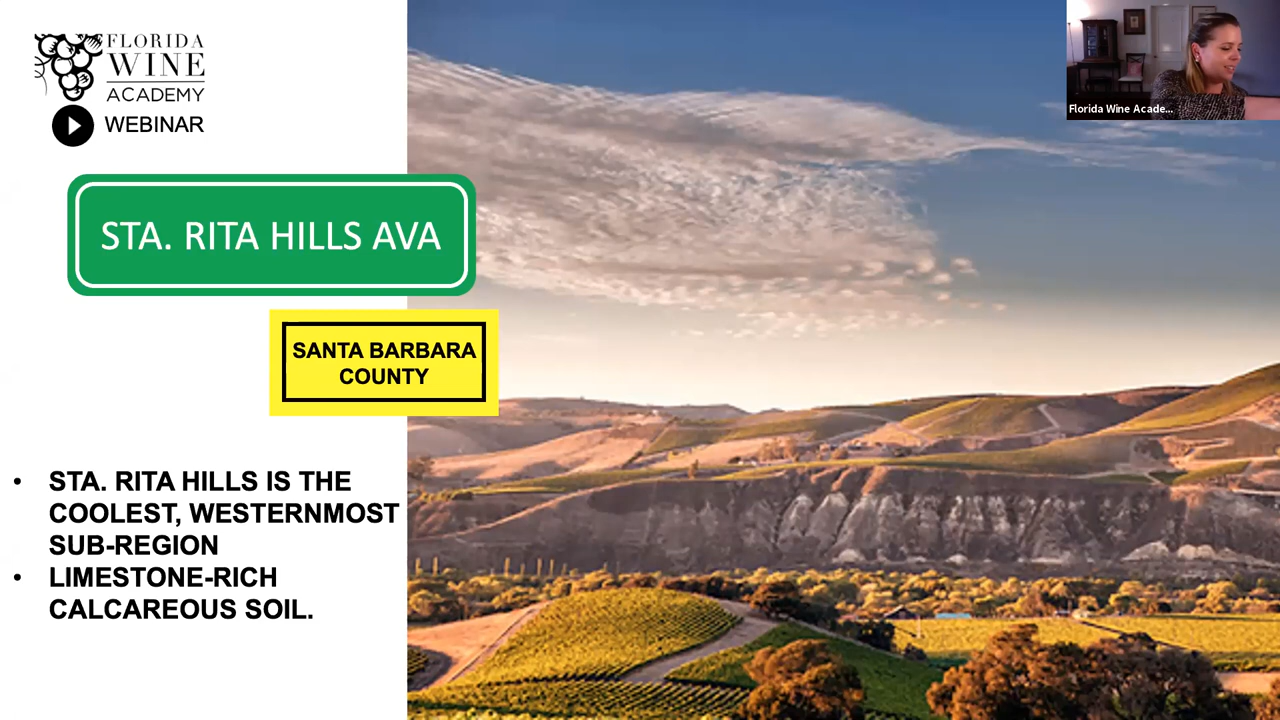 FLORIDA
WINE
ACADEMY
WEBINAR
STA. RITA HILLS AVA
SANTA BARBARA
COUNTY
• STA. RITA HILLS IS THE
COOLEST, WESTERNMOST
SUB-REGION
• LIMESTONE-RICH
CALCAREOUS SOIL.
Florida Wine Acade...